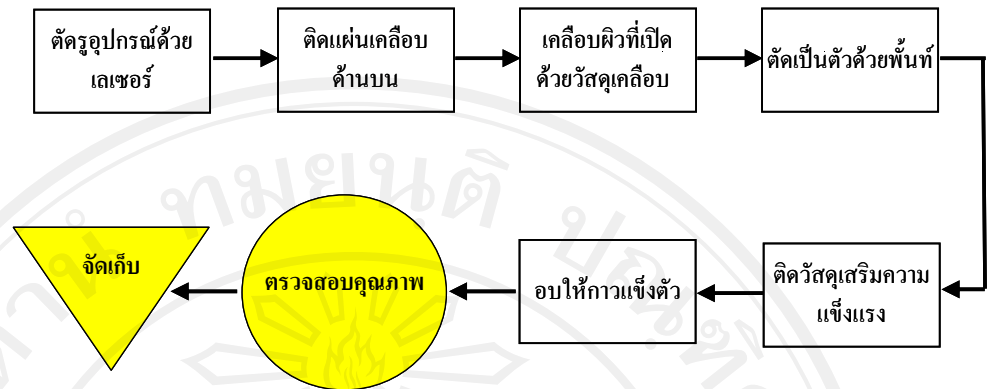 ตัดรูอุปกรณ์ด้วย
เลเซอร์
ติดแผ่นเคลือบ
ด้านบน
เคลือบผิวที่เปิด
ด้วยวัสดุเคลือบ
ตัดเป็นตัวด้วยพั้นท์
ติดวัสดุเสริมความ
แข็งแรง
อบให้กาวแข็งตัว
ตรวจสอบคุณภาพ
จัดเก็บ